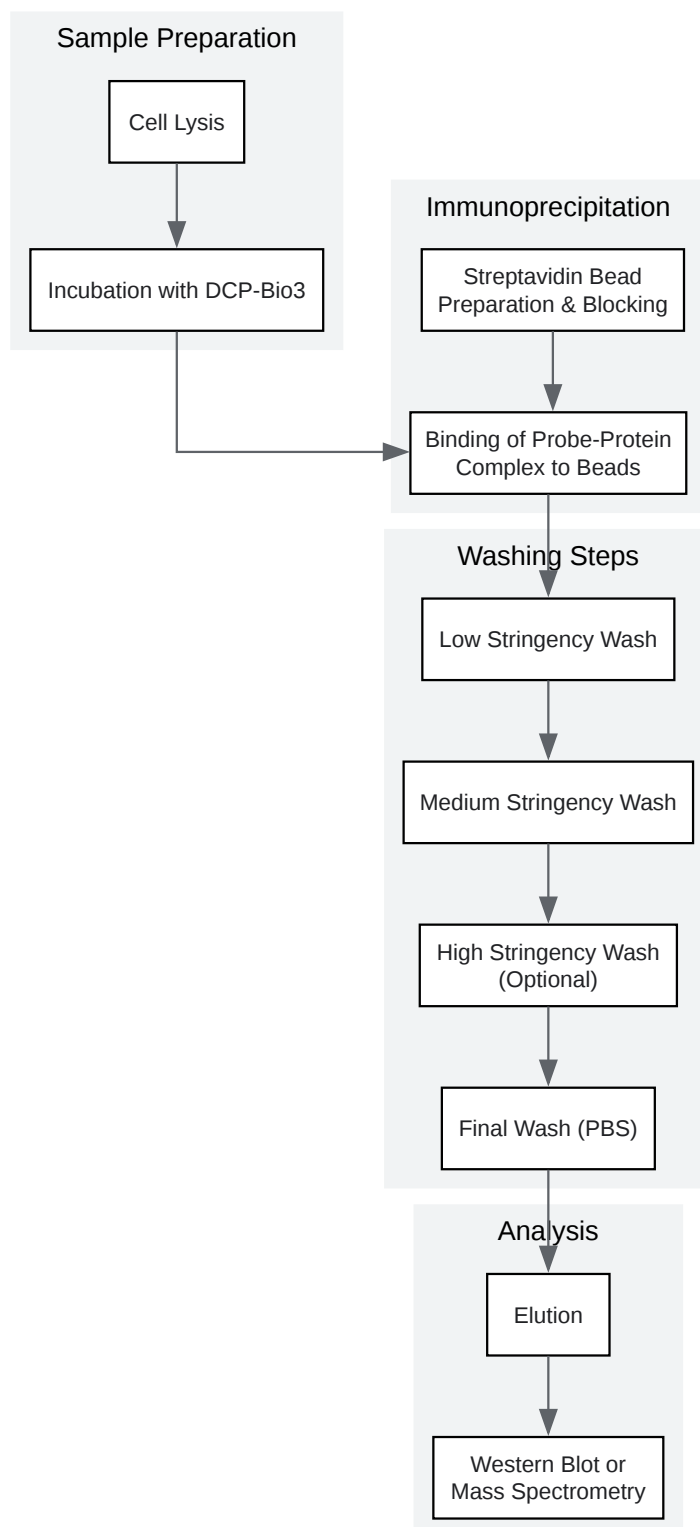 Sample Preparation
Cell Lysis
Incubation with DCP-Bio3
Immunoprecipitation
Streptavidin Bead
Preparation & Blocking
Binding of Probe-Protein
Complex to Beads
Washing Steps
Low Stringency Wash
Medium Stringency Wash
High Stringency Wash
(Optional)
Final Wash (PBS)
Analysis
Elution
Western Blot or
Mass Spectrometry